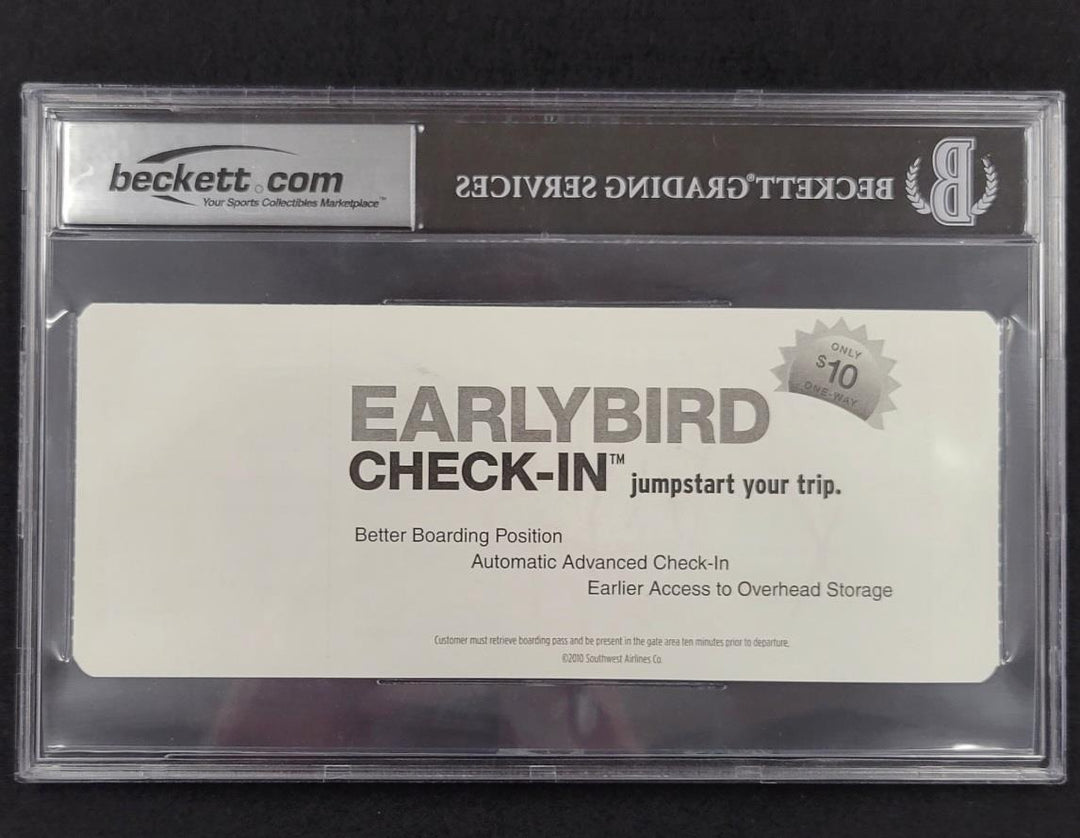 beckett.com
Your Sports Collectibles Marketplace™
BECKETT® GRADING SERVICES
B
ONLY
$10
ONE-WAY
EARLYBIRD
CHECK-IN™ jumpstart your trip.
Better Boarding Position
Automatic Advanced Check-In
Earlier Access to Overhead Storage
Customer must retrieve boarding pass and be present in the gate area ten minutes prior to departure.
©2010 Southwest Airlines Co.